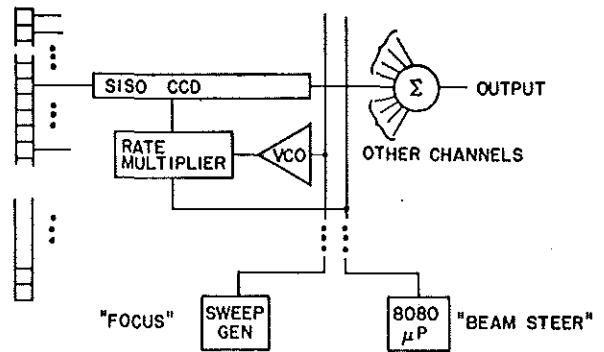 SISO CCD
Σ
OUTPUT
RATE
MULTIPLIER
VCO
OTHER CHANNELS
"FOCUS"
SWEEP
GEN
8080
μP
"BEAM STEER"